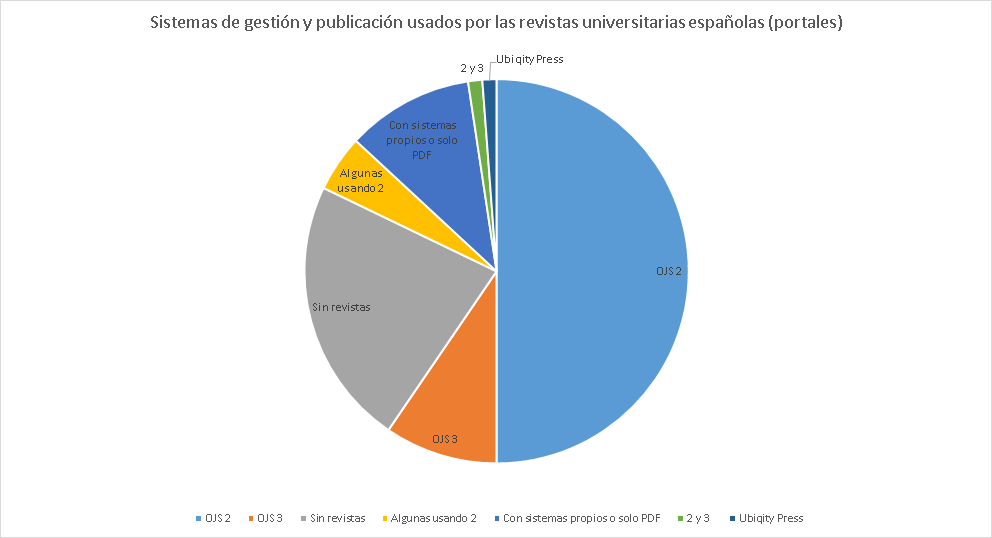 Sistemas de gestión y publicación usados por las revistas universitarias españolas (portales)
Ubiqity Press
2 y 3
Con sistemas
propios o solo
PDF
Algunas
usando 2
OJS 2
Sin revistas
OJS 3
OJS 2
OJS 3
Sin revistas
Algunas usando 2
Con sistemas propios o solo PDF
2 y 3
Ubiqity Press